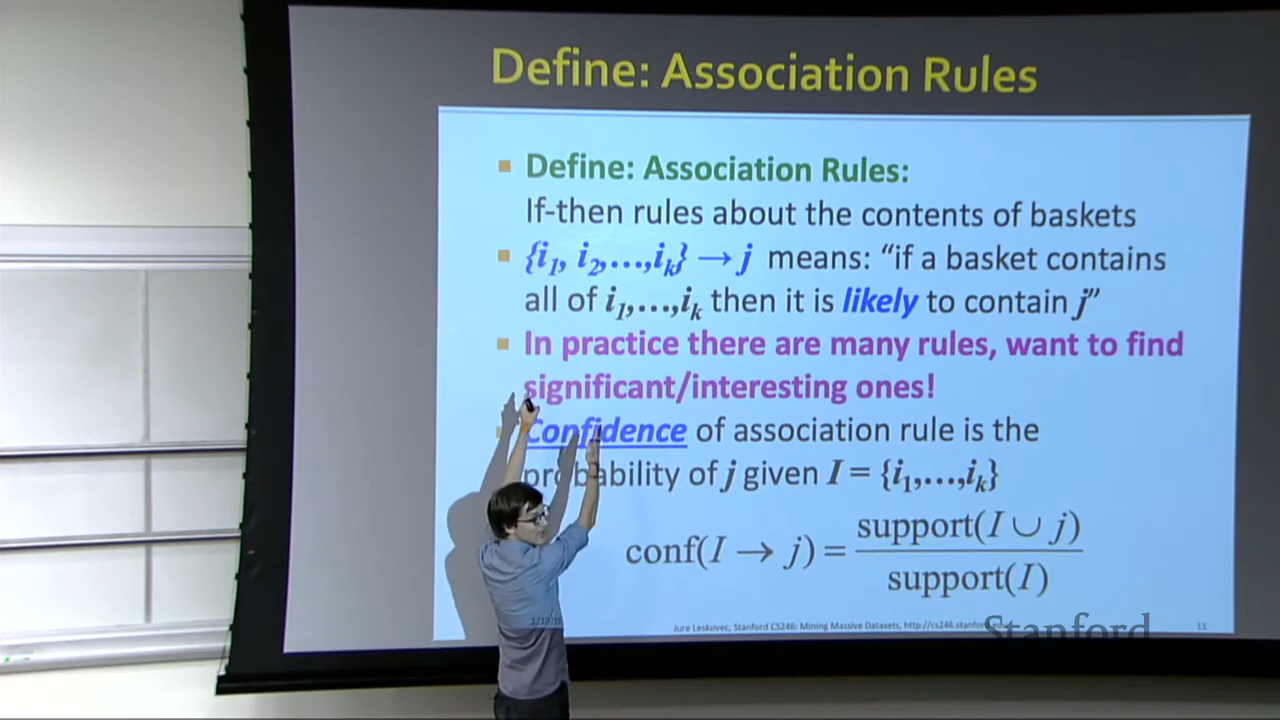 Define: Association Rules
Define: Association Rules:
If-then rules about the contents of baskets
{i1, i2,…,ik} → j means: “if a basket contains
all of i1,…,ik then it is likely to contain j”
In practice there are many rules, want to find
significant/interesting ones!
Confidence of association rule is the
probability of j given I = {i1,…,ik}
conf(I → j) = support(I ∪ j) / support(I)
Jure Leskovec, Stanford CS246: Mining Massive Datasets, http://cs246.stanford
11
Stanford